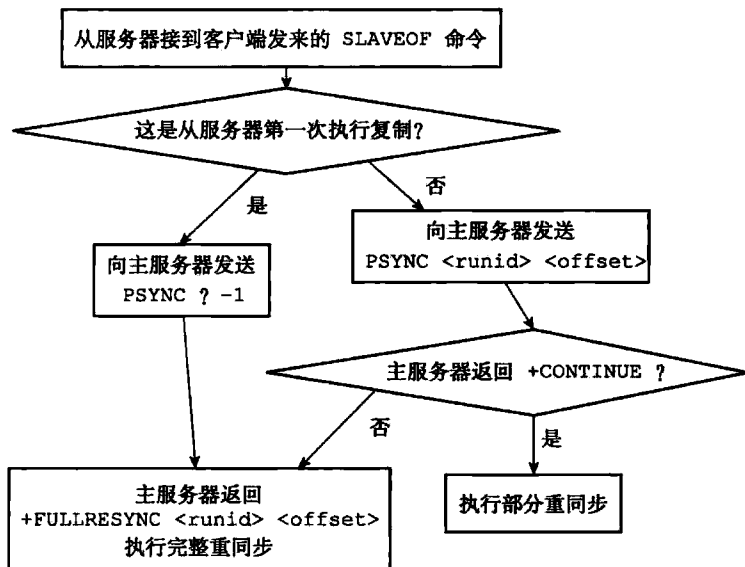 从服务器接到客户端发来的 SLAVEOF 命令
这是从服务器第一次执行复制?
是
否
向主服务器发送
PSYNC ? -1
向主服务器发送
PSYNC <runid> <offset>
主服务器返回 +CONTINUE ?
否
是
主服务器返回
+FULLRESYNC <runid> <offset>
执行完整重同步
执行部分重同步